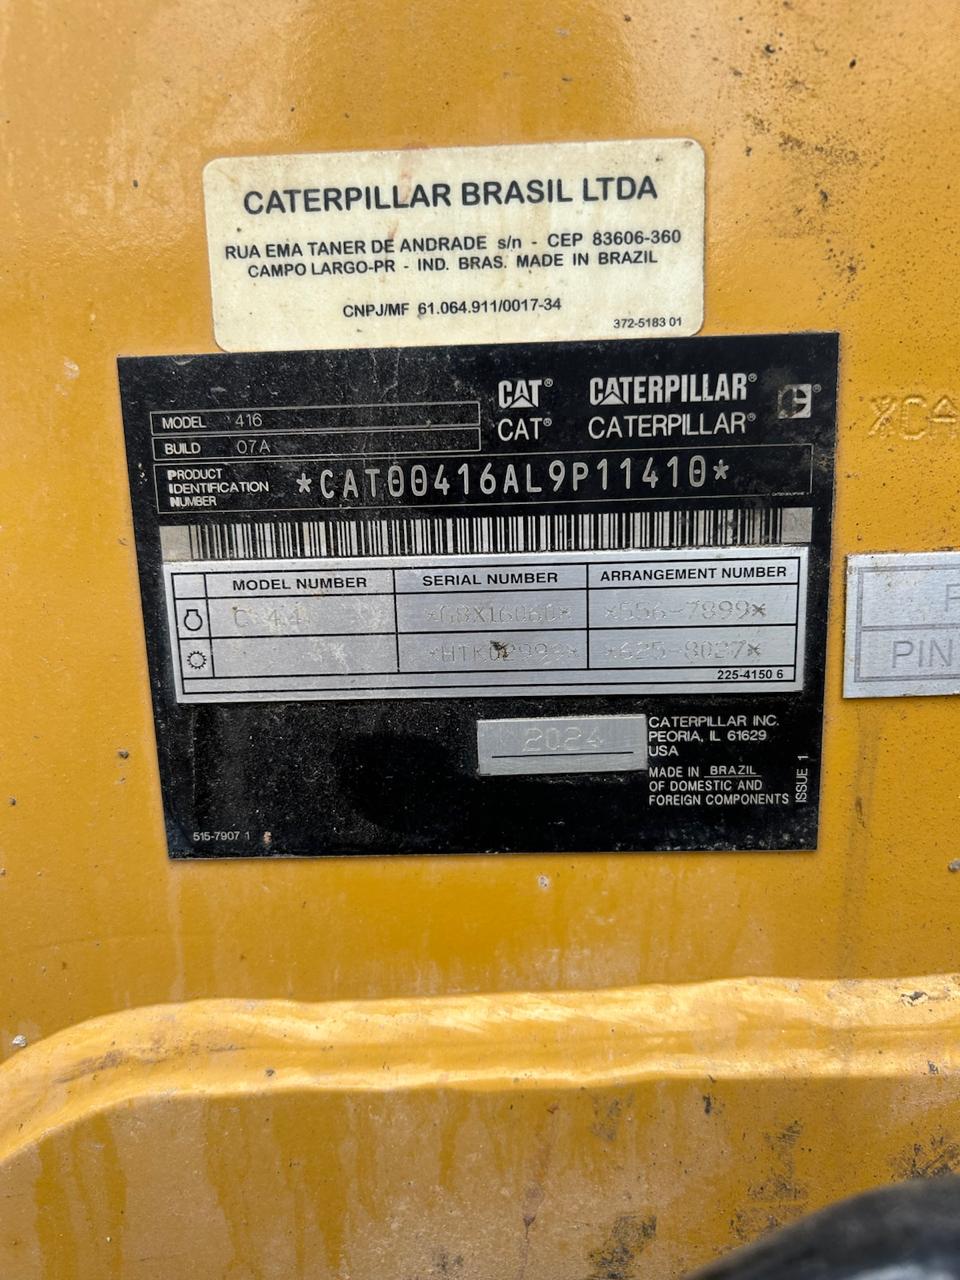 CATERPILLAR BRASIL LTDA
RUA EMA TANER DE ANDRADE s/n - CEP 83606-360
CAMPO LARGO-PR - IND. BRAS. MADE IN BRAZIL
CNPJ/MF 61.064.911/0017-34
372-5183 01
CAT® CATERPILLAR®
CAT® CATERPILLAR®
MODEL 416
BUILD 07A
PRODUCT IDENTIFICATION NUMBER
*CAT00416AL9P11410*
MODEL NUMBER SERIAL NUMBER ARRANGEMENT NUMBER
*G8X16060* *556-7899*
*625-8027*
225-4150 6
2024
CATERPILLAR INC.
PEORIA, IL 61629
USA
MADE IN BRAZIL
OF DOMESTIC AND
FOREIGN COMPONENTS
ISSUE 1
515-7907 1
PIN